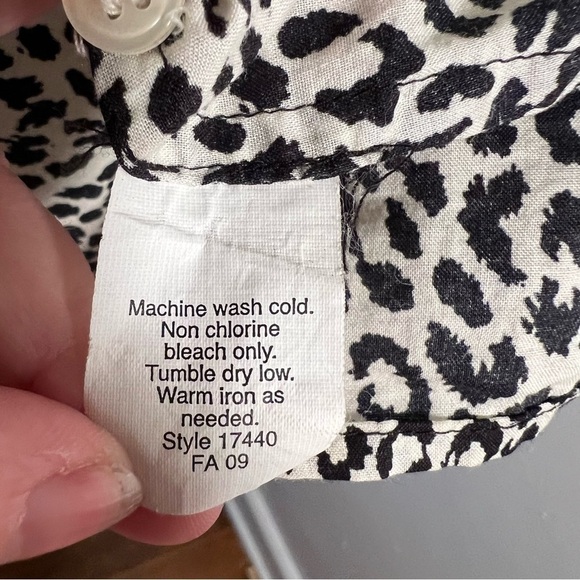 Machine wash cold.
Non chlorine
bleach only.
Tumble dry low.
Warm iron as
needed.
Style 17440
FA 09